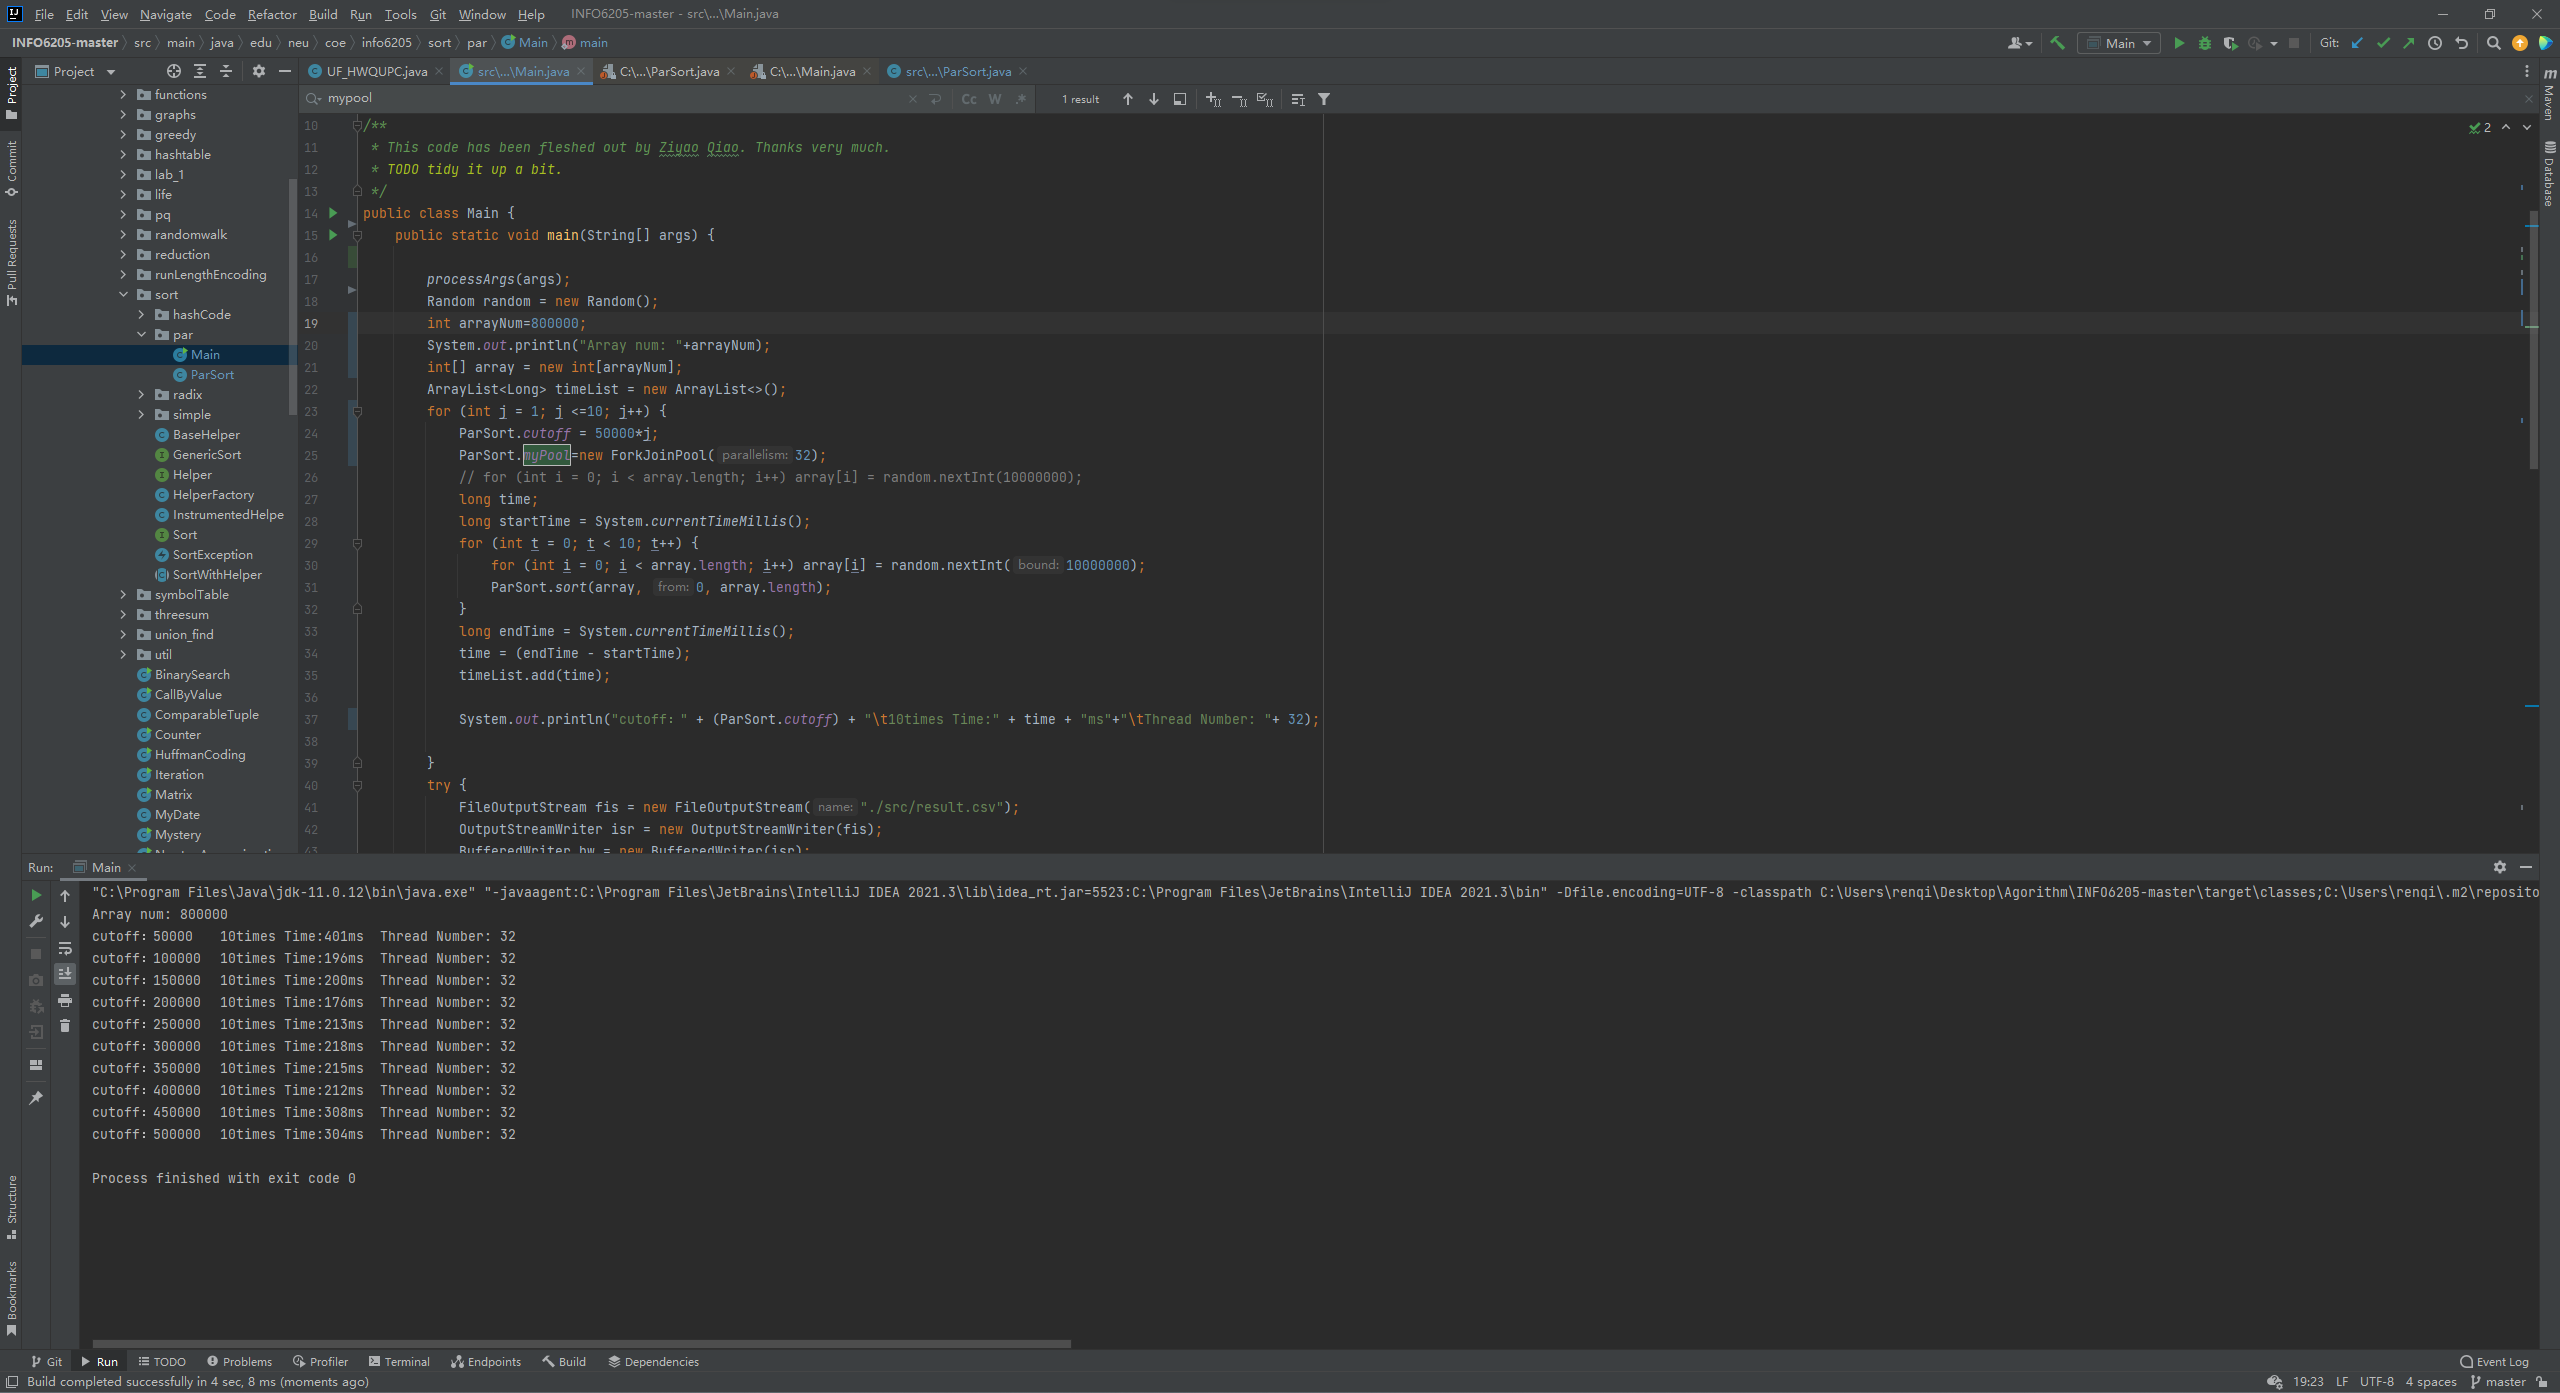 File Edit View Navigate Code Refactor Build Run Tools Git Window Help INFO6205-master - src\...\Main.java
INFO6205-master src main java edu neu coe info6205 sort par Main main
Main
Git:
Project
UF_HWQUPC.java src\...\Main.java C:\...\ParSort.java C:\...\Main.java src\...\ParSort.java
Project
Commit
Pull Requests
Structure
Bookmarks
Maven
Database
functions
graphs
greedy
hashtable
lab_1
life
pq
randomwalk
reduction
runLengthEncoding
sort
hashCode
par
Main
ParSort
radix
simple
BaseHelper
GenericSort
Helper
HelperFactory
InstrumentedHelpe
Sort
SortException
SortWithHelper
symbolTable
threesum
union_find
util
BinarySearch
CallByValue
ComparableTuple
Counter
HuffmanCoding
Iteration
Matrix
MyDate
Mystery
mypool Cc W .* 1 result
2
10 /**
11 * This code has been fleshed out by Ziyao Qiao. Thanks very much.
12 * TODO tidy it up a bit.
13 */
14 public class Main {
15 public static void main(String[] args) {
16
17 processArgs(args);
18 Random random = new Random();
19 int arrayNum=800000;
20 System.out.println("Array num: "+arrayNum);
21 int[] array = new int[arrayNum];
22 ArrayList<Long> timeList = new ArrayList<>();
23 for (int j = 1; j <=10; j++) {
24 ParSort.cutoff = 50000*j;
25 ParSort.myPool=new ForkJoinPool( parallelism: 32);
26 // for (int i = 0; i < array.length; i++) array[i] = random.nextInt(10000000);
27 long time;
28 long startTime = System.currentTimeMillis();
29 for (int t = 0; t < 10; t++) {
30 for (int i = 0; i < array.length; i++) array[i] = random.nextInt( bound: 10000000);
31 ParSort.sort(array, from: 0, array.length);
32 }
33 long endTime = System.currentTimeMillis();
34 time = (endTime - startTime);
35 timeList.add(time);
36
37 System.out.println("cutoff：" + (ParSort.cutoff) + "\t10times Time:" + time + "ms"+"\tThread Number: "+ 32);
38
39 }
40 try {
41 FileOutputStream fis = new FileOutputStream( name: "./src/result.csv");
42 OutputStreamWriter isr = new OutputStreamWriter(fis);
43 BufferedWriter bw = new BufferedWriter(isr);
Run: Main
"C:\Program Files\Java\jdk-11.0.12\bin\java.exe" "-javaagent:C:\Program Files\JetBrains\IntelliJ IDEA 2021.3\lib\idea_rt.jar=5523:C:\Program Files\JetBrains\IntelliJ IDEA 2021.3\bin" -Dfile.encoding=UTF-8 -classpath C:\Users\renqi\Desktop\Agorithm\INFO6205-master\target\classes;C:\Users\renqi\.m2\reposito
Array num: 800000
cutoff：50000 10times Time:401ms Thread Number: 32
cutoff：100000 10times Time:196ms Thread Number: 32
cutoff：150000 10times Time:200ms Thread Number: 32
cutoff：200000 10times Time:176ms Thread Number: 32
cutoff：250000 10times Time:213ms Thread Number: 32
cutoff：300000 10times Time:218ms Thread Number: 32
cutoff：350000 10times Time:215ms Thread Number: 32
cutoff：400000 10times Time:212ms Thread Number: 32
cutoff：450000 10times Time:308ms Thread Number: 32
cutoff：500000 10times Time:304ms Thread Number: 32
Process finished with exit code 0
Git Run TODO Problems Profiler Terminal Endpoints Build Dependencies Event Log
Build completed successfully in 4 sec, 8 ms (moments ago) 19:23 LF UTF-8 4 spaces master